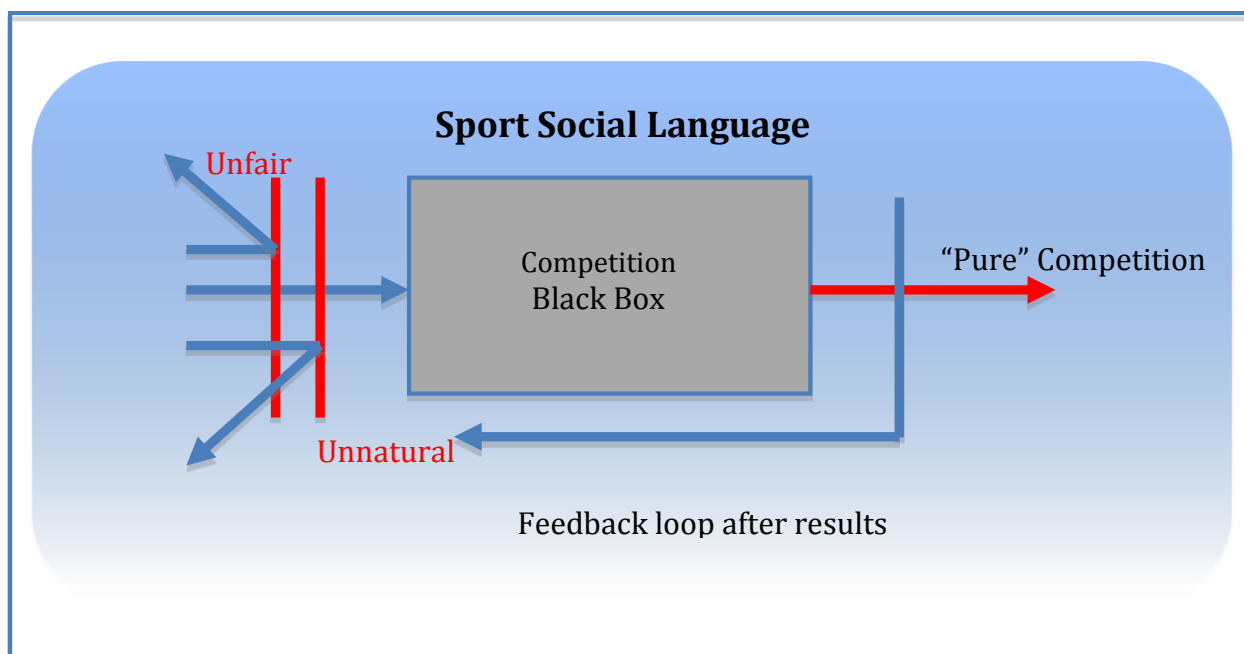 Sport Social Language
Unfair
Competition
Black Box
“Pure” Competition
Unnatural
Feedback loop after results